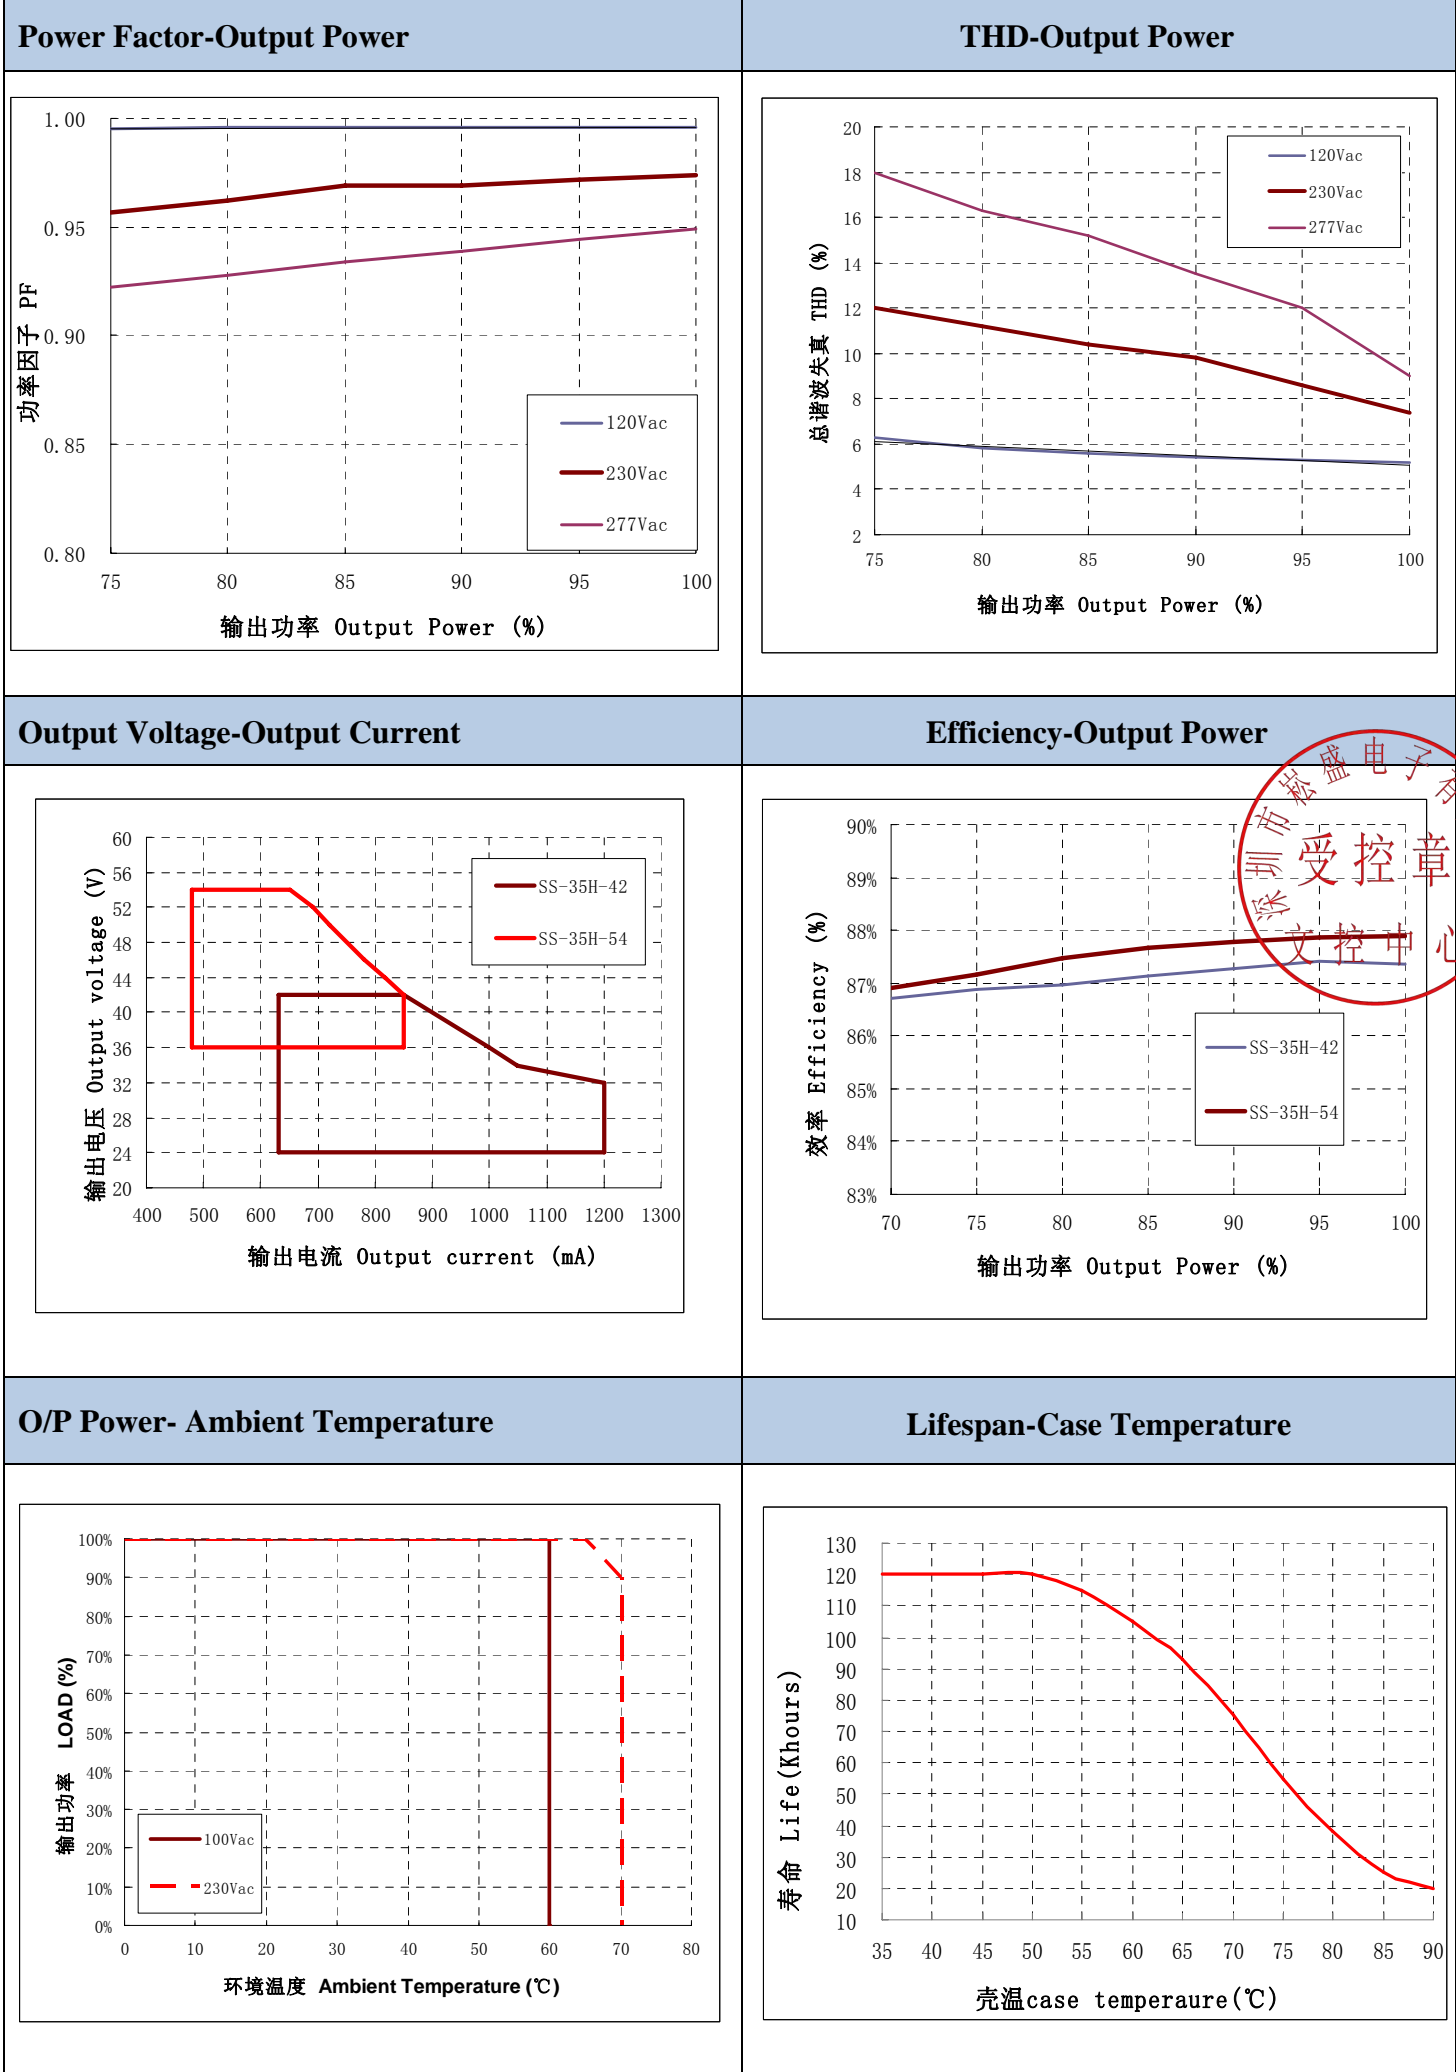 Power Factor-Output Power
THD-Output Power
1.00
0.95
0.90
0.85
0.80
功率因子 PF
120Vac
230Vac
277Vac
75 80 85 90 95 100
输出功率 Output Power (%)
20
18
16
14
12
10
8
6
4
2
总谐波失真 THD (%)
120Vac
230Vac
277Vac
75 80 85 90 95 100
输出功率 Output Power (%)
Output Voltage-Output Current
Efficiency-Output Power
60
56
52
48
44
40
36
32
28
24
20
输出电压 Output voltage (V)
SS-35H-42
SS-35H-54
400 500 600 700 800 900 1000 1100 1200 1300
输出电流 Output current (mA)
90%
89%
88%
87%
86%
85%
84%
83%
效率 Efficiency (%)
SS-35H-42
SS-35H-54
70 75 80 85 90 95 100
输出功率 Output Power (%)
深圳市崧盛电子有
受控章
文控中心
O/P Power- Ambient Temperature
Lifespan-Case Temperature
100%
90%
80%
70%
60%
50%
40%
30%
20%
10%
0%
输出功率 LOAD (%)
100Vac
230Vac
0 10 20 30 40 50 60 70 80
环境温度 Ambient Temperature (℃)
130
120
110
100
90
80
70
60
50
40
30
20
10
寿命 Life(Khours)
35 40 45 50 55 60 65 70 75 80 85 90
壳温case temperaure(℃)